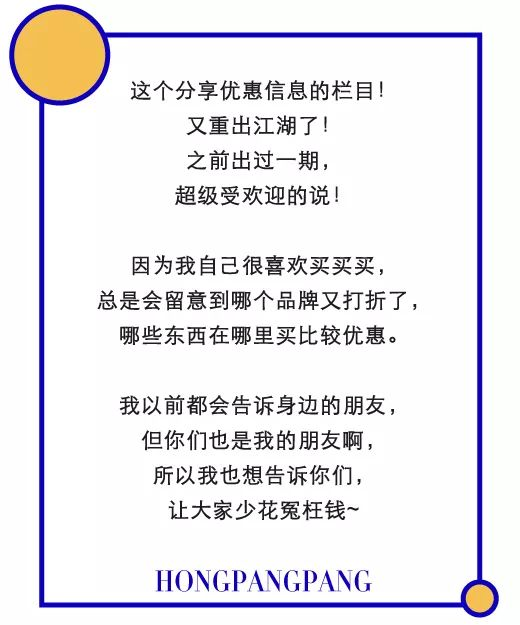 这个分享优惠信息的栏目！
又重出江湖了！
之前出过一期，
超级受欢迎的说！
因为我自己很喜欢买买买，
总是会留意到哪个品牌又打折了，
哪些东西在哪里买比较优惠。
我以前都会告诉身边的朋友，
但你们也是我的朋友啊，
所以我也想告诉你们，
让大家少花冤枉钱~
HONGPANGPANG